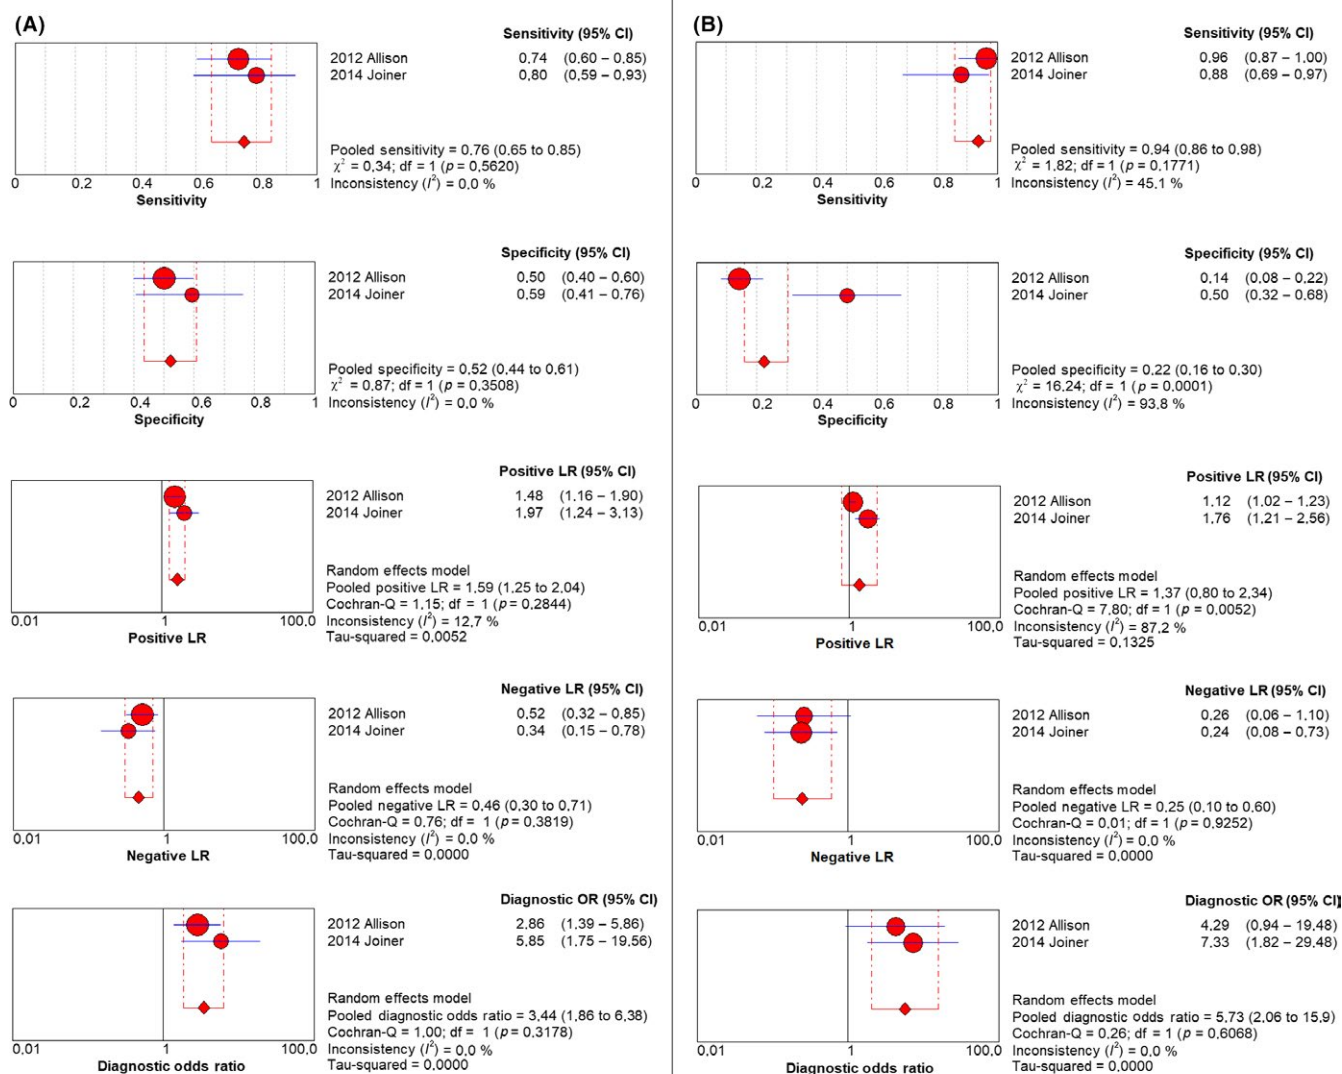 (A)
Sensitivity (95% CI)
2012 Allison 0.74 (0.60 – 0.85)
2014 Joiner 0.80 (0.59 – 0.93)
Pooled sensitivity = 0.76 (0.65 to 0.85)
χ² = 0.34; df = 1 (p = 0.5620)
Inconsistency (I²) = 0.0 %
0 0.2 0.4 0.6 0.8 1
Sensitivity
Specificity (95% CI)
2012 Allison 0.50 (0.40 – 0.60)
2014 Joiner 0.59 (0.41 – 0.76)
Pooled specificity = 0.52 (0.44 to 0.61)
χ² = 0.87; df = 1 (p = 0.3508)
Inconsistency (I²) = 0.0 %
0 0.2 0.4 0.6 0.8 1
Specificity
Positive LR (95% CI)
2012 Allison 1.48 (1.16 – 1.90)
2014 Joiner 1.97 (1.24 – 3.13)
Random effects model
Pooled positive LR = 1.59 (1.25 to 2.04)
Cochran-Q = 1.15; df = 1 (p = 0.2844)
Inconsistency (I²) = 12.7 %
Tau-squared = 0.0052
0.01 1 100.0
Positive LR
Negative LR (95% CI)
2012 Allison 0.52 (0.32 – 0.85)
2014 Joiner 0.34 (0.15 – 0.78)
Random effects model
Pooled negative LR = 0.46 (0.30 to 0.71)
Cochran-Q = 0.76; df = 1 (p = 0.3819)
Inconsistency (I²) = 0.0 %
Tau-squared = 0.0000
0.01 1 100.0
Negative LR
Diagnostic OR (95% CI)
2012 Allison 2.86 (1.39 – 5.86)
2014 Joiner 5.85 (1.75 – 19.56)
Random effects model
Pooled diagnostic odds ratio = 3.44 (1.86 to 6.38)
Cochran-Q = 1.00; df = 1 (p = 0.3178)
Inconsistency (I²) = 0.0 %
Tau-squared = 0.0000
0.01 1 100.0
Diagnostic odds ratio
(B)
Sensitivity (95% CI)
2012 Allison 0.96 (0.87 – 1.00)
2014 Joiner 0.88 (0.69 – 0.97)
Pooled sensitivity = 0.94 (0.86 to 0.98)
χ² = 1.82; df = 1 (p = 0.1771)
Inconsistency (I²) = 45.1 %
0 0.2 0.4 0.6 0.8 1
Sensitivity
Specificity (95% CI)
2012 Allison 0.14 (0.08 – 0.22)
2014 Joiner 0.50 (0.32 – 0.68)
Pooled specificity = 0.22 (0.16 to 0.30)
χ² = 16.24; df = 1 (p = 0.0001)
Inconsistency (I²) = 93.8 %
0 0.2 0.4 0.6 0.8 1
Specificity
Positive LR (95% CI)
2012 Allison 1.12 (1.02 – 1.23)
2014 Joiner 1.76 (1.21 – 2.56)
Random effects model
Pooled positive LR = 1.37 (0.80 to 2.34)
Cochran-Q = 7.80; df = 1 (p = 0.0052)
Inconsistency (I²) = 87.2 %
Tau-squared = 0.1325
0.01 1 100.0
Positive LR
Negative LR (95% CI)
2012 Allison 0.26 (0.06 – 1.10)
2014 Joiner 0.24 (0.08 – 0.73)
Random effects model
Pooled negative LR = 0.25 (0.10 to 0.60)
Cochran-Q = 0.01; df = 1 (p = 0.9252)
Inconsistency (I²) = 0.0 %
Tau-squared = 0.0000
0.01 1 100.0
Negative LR
Diagnostic OR (95% CI)
2012 Allison 4.29 (0.94 – 19.48)
2014 Joiner 7.33 (1.82 – 29.48)
Random effects model
Pooled diagnostic odds ratio = 5.73 (2.06 to 15.9)
Cochran-Q = 0.26; df = 1 (p = 0.6068)
Inconsistency (I²) = 0.0 %
Tau-squared = 0.0000
0.01 1 100.0
Diagnostic odds ratio